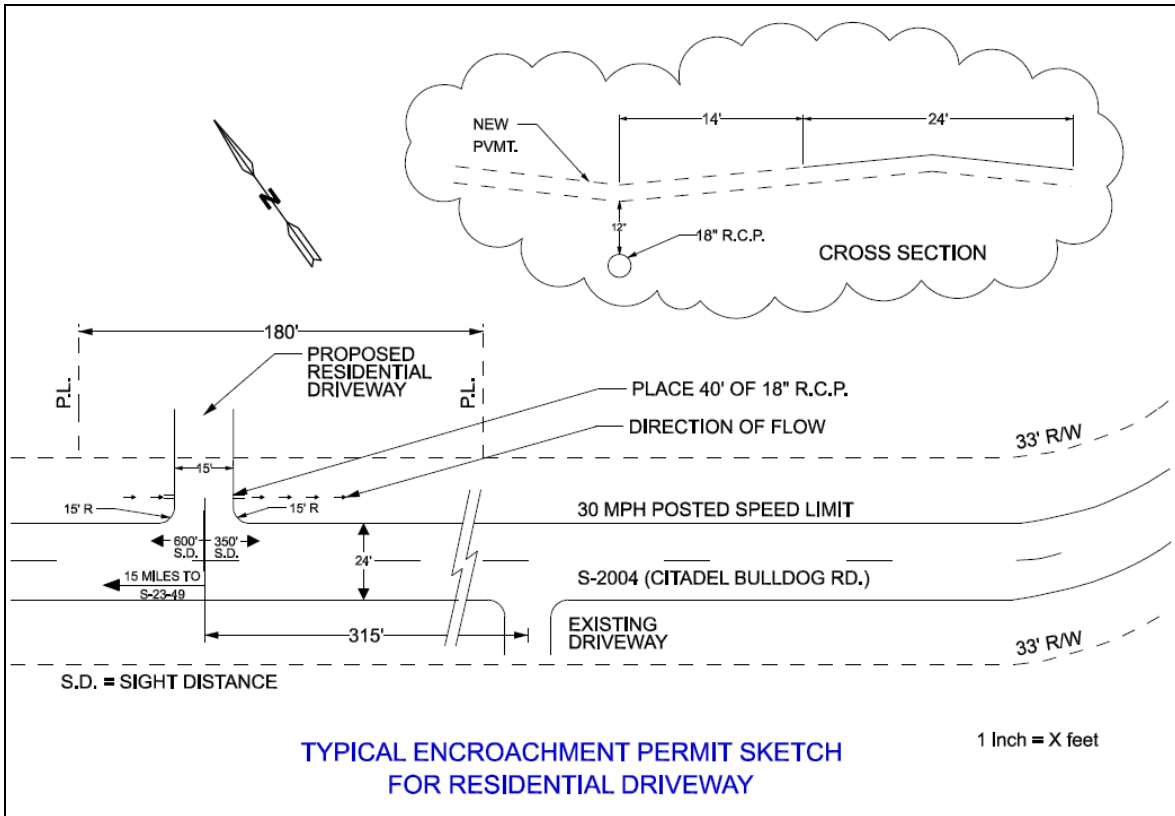 NEW
PVMT.
14'
24'
12"
18" R.C.P.
CROSS SECTION
N
180'
PROPOSED
RESIDENTIAL
DRIVEWAY
P.L.
P.L.
PLACE 40' OF 18" R.C.P.
DIRECTION OF FLOW
33' R/W
15'
15' R
15' R
30 MPH POSTED SPEED LIMIT
600'
S.D.
350'
S.D.
24'
15 MILES TO
S-23-49
S-2004 (CITADEL BULLDOG RD.)
315'
EXISTING
DRIVEWAY
33' R/W
S.D. = SIGHT DISTANCE
1 Inch = X feet
TYPICAL ENCROACHMENT PERMIT SKETCH
FOR RESIDENTIAL DRIVEWAY